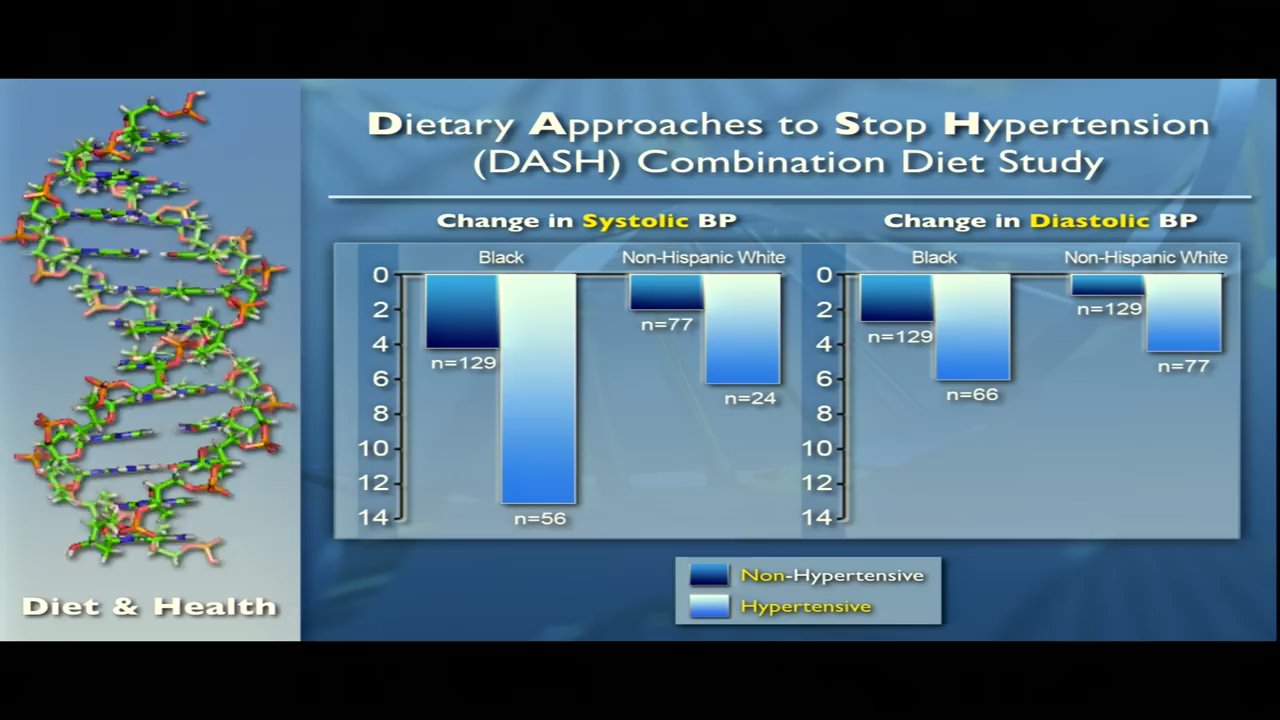 Dietary Approaches to Stop Hypertension
(DASH) Combination Diet Study
Change in Systolic BP
Black
Non-Hispanic White
0
2
4
6
8
10
12
14
n=129
n=56
n=77
n=24
Change in Diastolic BP
Black
Non-Hispanic White
0
2
4
6
8
10
12
14
n=129
n=66
n=129
n=77
Non-Hypertensive
Hypertensive
Diet & Health